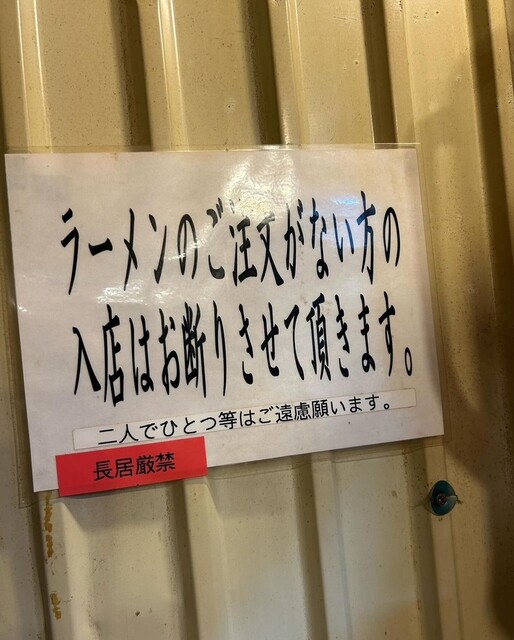 ラーメンのご注文がない方の
入店はお断りさせて頂きます。
二人でひとつ等はご遠慮願います。
長居厳禁